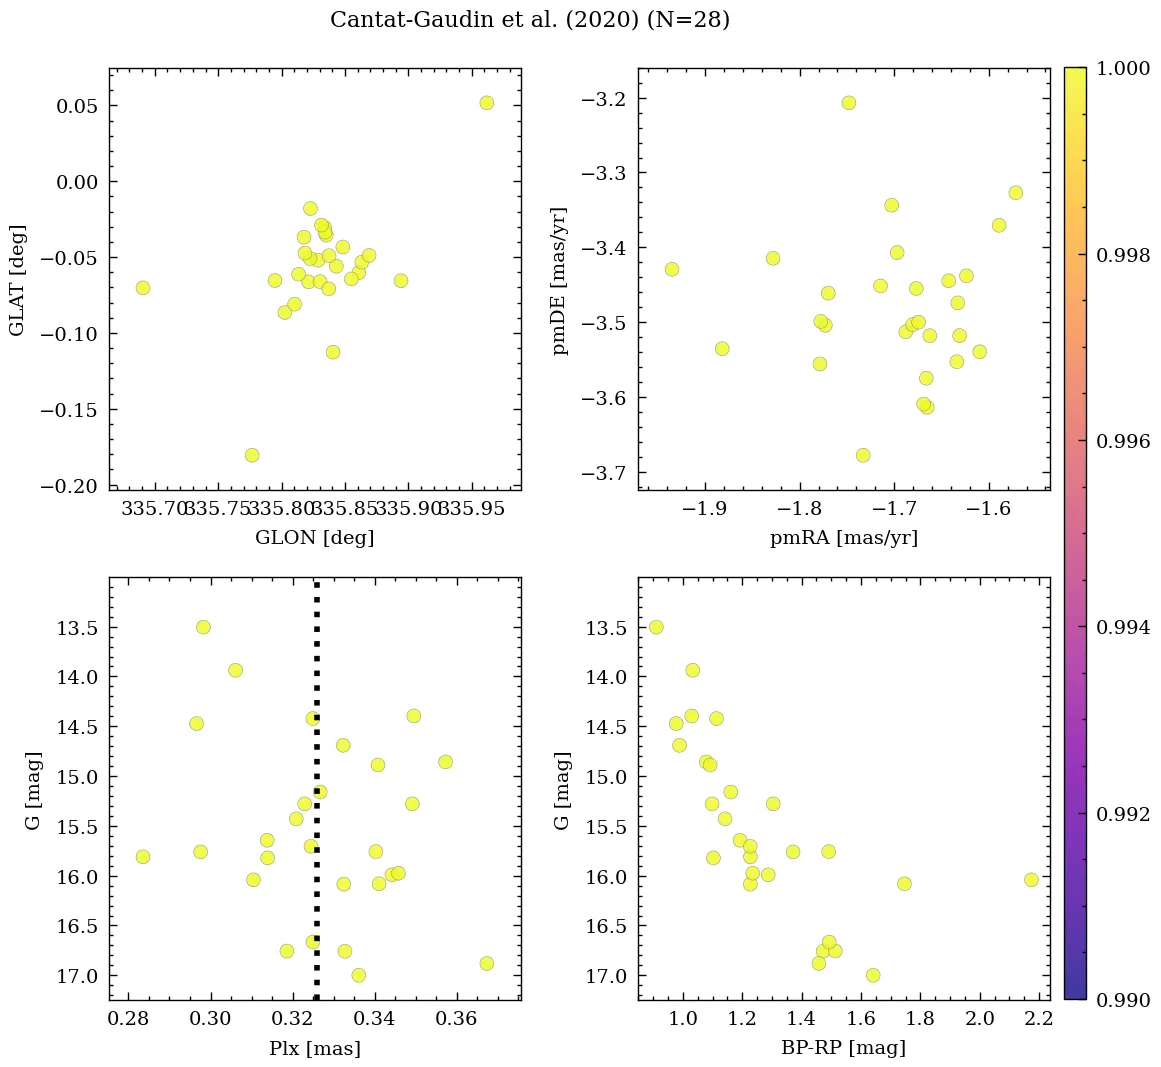 Cantat-Gaudin et al. (2020) (N=28)
0.05
0.00
−0.05
−0.10
−0.15
−0.20
GLAT [deg]
335.70 335.75 335.80 335.85 335.90 335.95
GLON [deg]
−3.2
−3.3
−3.4
−3.5
−3.6
−3.7
pmDE [mas/yr]
−1.9 −1.8 −1.7 −1.6
pmRA [mas/yr]
13.5
14.0
14.5
15.0
15.5
16.0
16.5
17.0
G [mag]
0.28 0.30 0.32 0.34 0.36
Plx [mas]
13.5
14.0
14.5
15.0
15.5
16.0
16.5
17.0
G [mag]
1.0 1.2 1.4 1.6 1.8 2.0 2.2
BP-RP [mag]
1.000
0.998
0.996
0.994
0.992
0.990